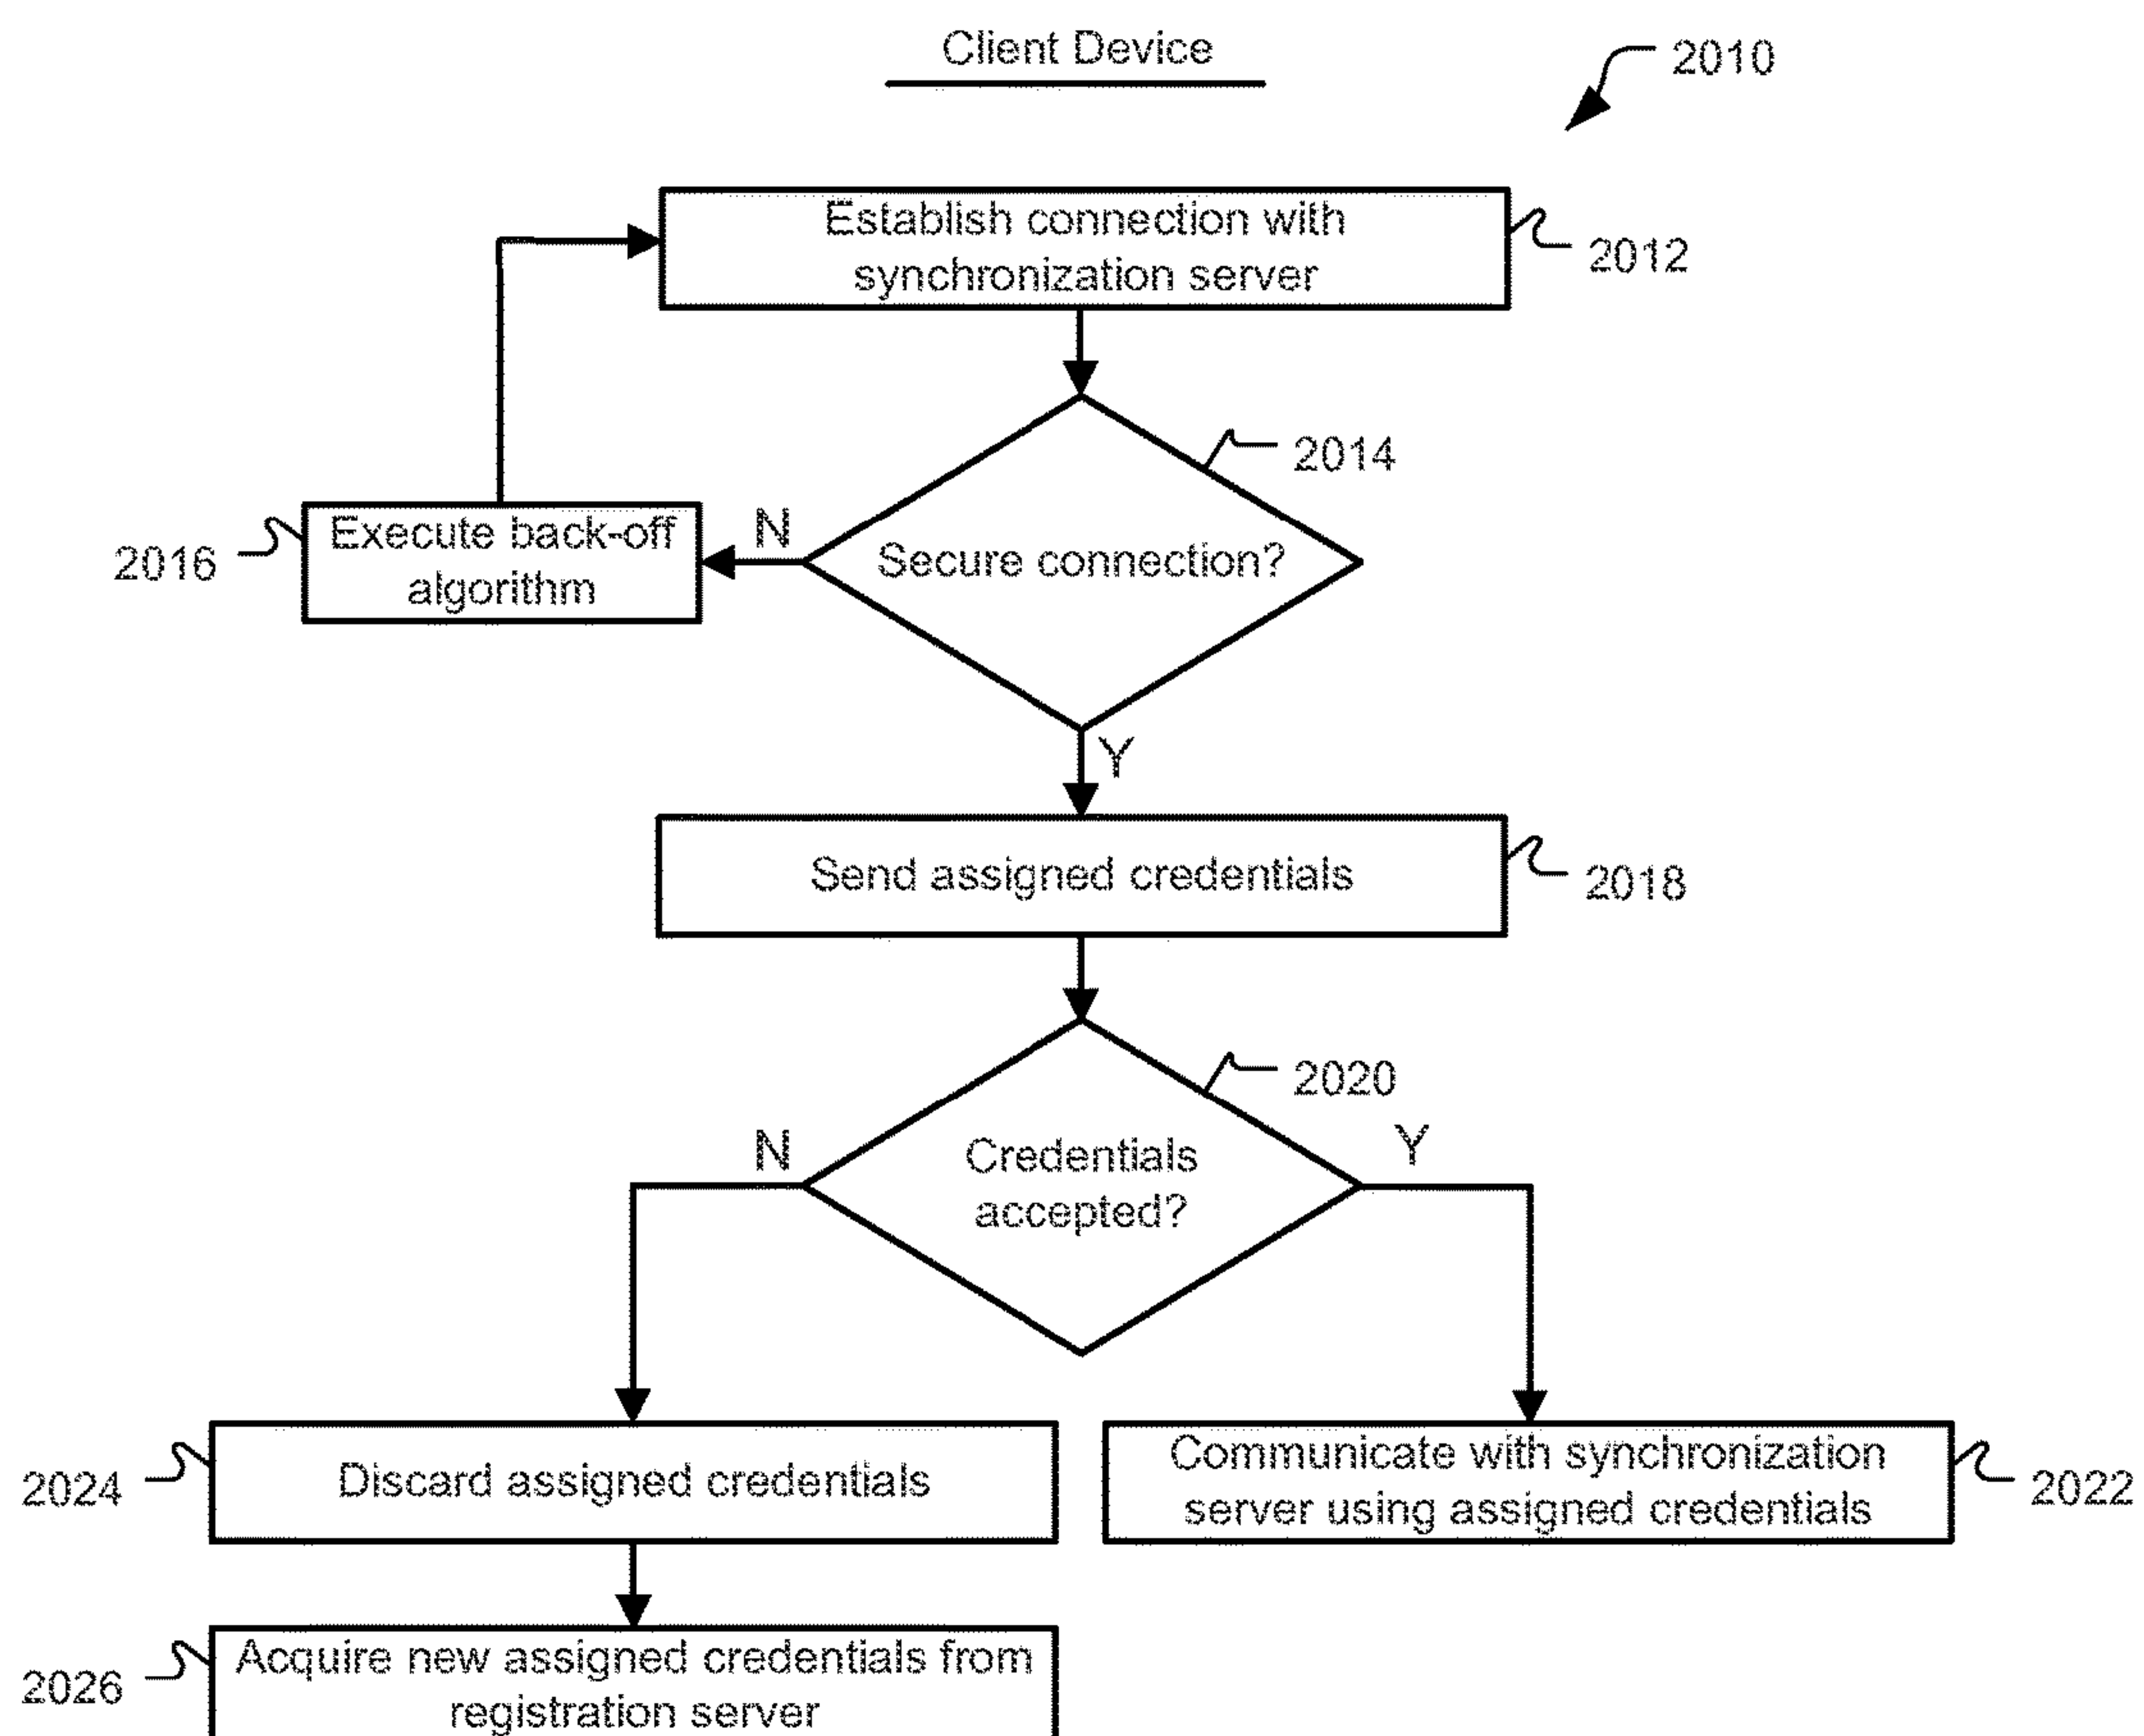 Client Device
2010
Establish connection with
synchronization server
2012
2014
Secure connection?
N
Execute back-off
algorithm
2016
Y
Send assigned credentials
2018
2020
Credentials
accepted?
N
Y
Discard assigned credentials
2024
Communicate with synchronization
server using assigned credentials
2022
Acquire new assigned credentials from
registration server
2026